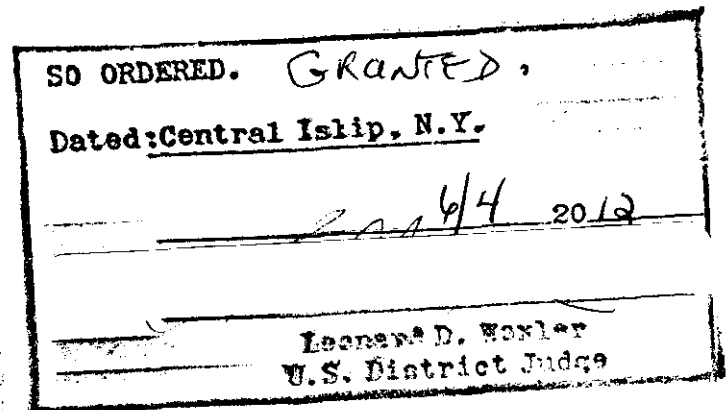 SO ORDERED. GRANTED.
Dated: Central Islip, N.Y.
6/4 2012
Leonard D. Wexler
U.S. District Judge